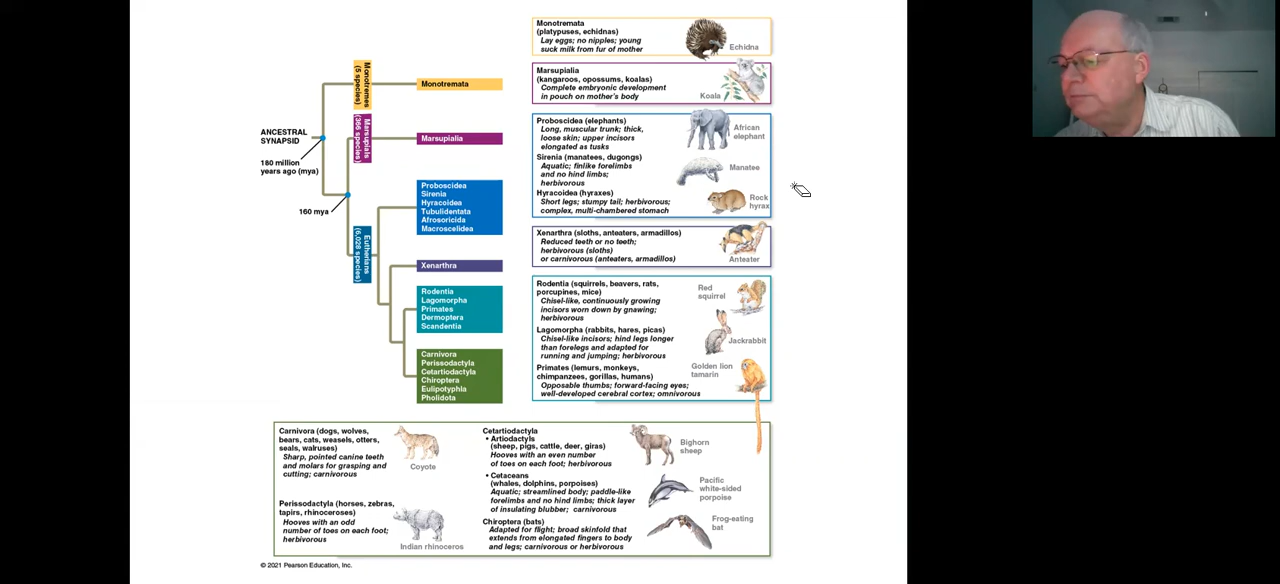 Monotremata
(platypuses, echidnas)
Lay eggs; no nipples; young
suck milk from fur of mother
Echidna
Marsupialia
(kangaroos, opossums, koalas)
Complete embryonic development
in pouch on mother's body
Koala
Monotremes
(5 species)
Monotremata
Marsupials
(366 species)
Marsupialia
ANCESTRAL
SYNAPSID
180 million
years ago (mya)
160 mya
Eutherians
(6,028 species)
Proboscidea
Sirenia
Hyracoidea
Tubulidentata
Afrosoricida
Macroscelidea
Xenarthra
Rodentia
Lagomorpha
Primates
Dermoptera
Scandentia
Carnivora
Perissodactyla
Cetartiodactyla
Chiroptera
Eulipotyphla
Pholidota
Proboscidea (elephants)
Long, muscular trunk; thick,
loose skin; upper incisors
elongated as tusks
African
elephant
Sirenia (manatees, dugongs)
Aquatic; finlike forelimbs
and no hind limbs;
herbivorous
Manatee
Hyracoidea (hyraxes)
Short legs; stumpy tail; herbivorous;
complex, multi-chambered stomach
Rock
hyrax
Xenarthra (sloths, anteaters, armadillos)
Reduced teeth or no teeth;
herbivorous (sloths)
or carnivorous (anteaters, armadillos)
Anteater
Rodentia (squirrels, beavers, rats,
porcupines, mice)
Chisel-like, continuously growing
incisors worn down by gnawing;
herbivorous
Red
squirrel
Lagomorpha (rabbits, hares, picas)
Chisel-like incisors; hind legs longer
than forelegs and adapted for
running and jumping; herbivorous
Jackrabbit
Primates (lemurs, monkeys,
chimpanzees, gorillas, humans)
Opposable thumbs; forward-facing eyes;
well-developed cerebral cortex; omnivorous
Golden lion
tamarin
Carnivora (dogs, wolves,
bears, cats, weasels, otters,
seals, walruses)
Sharp, pointed canine teeth
and molars for grasping and
cutting; carnivorous
Coyote
Perissodactyla (horses, zebras,
tapirs, rhinoceroses)
Hooves with an odd
number of toes on each foot;
herbivorous
Indian rhinoceros
Cetartiodactyla
• Artiodactyls
(sheep, pigs, cattle, deer, giras)
Hooves with an even number
of toes on each foot; herbivorous
Bighorn
sheep
• Cetaceans
(whales, dolphins, porpoises)
Aquatic; streamlined body; paddle-like
forelimbs and no hind limbs; thick layer
of insulating blubber; carnivorous
Pacific
white-sided
porpoise
Chiroptera (bats)
Adapted for flight; broad skinfold that
extends from elongated fingers to body
and legs; carnivorous or herbivorous
Frog-eating
bat
© 2021 Pearson Education, Inc.